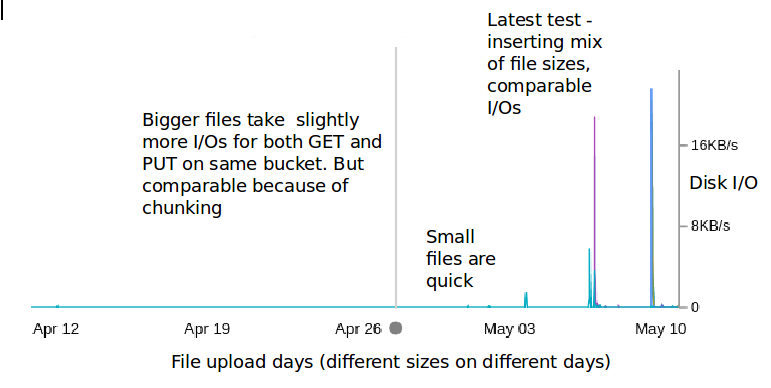 Latest test -
inserting mix
of file sizes,
comparable
I/Os
Bigger files take  slightly
more I/Os for both GET and
PUT on same bucket. But
comparable because of
chunking
16KB/s
Disk I/O
8KB/s
Small
files are
quick
0
Apr 12 Apr 19 Apr 26 May 03 May 10
File upload days (different sizes on different days)